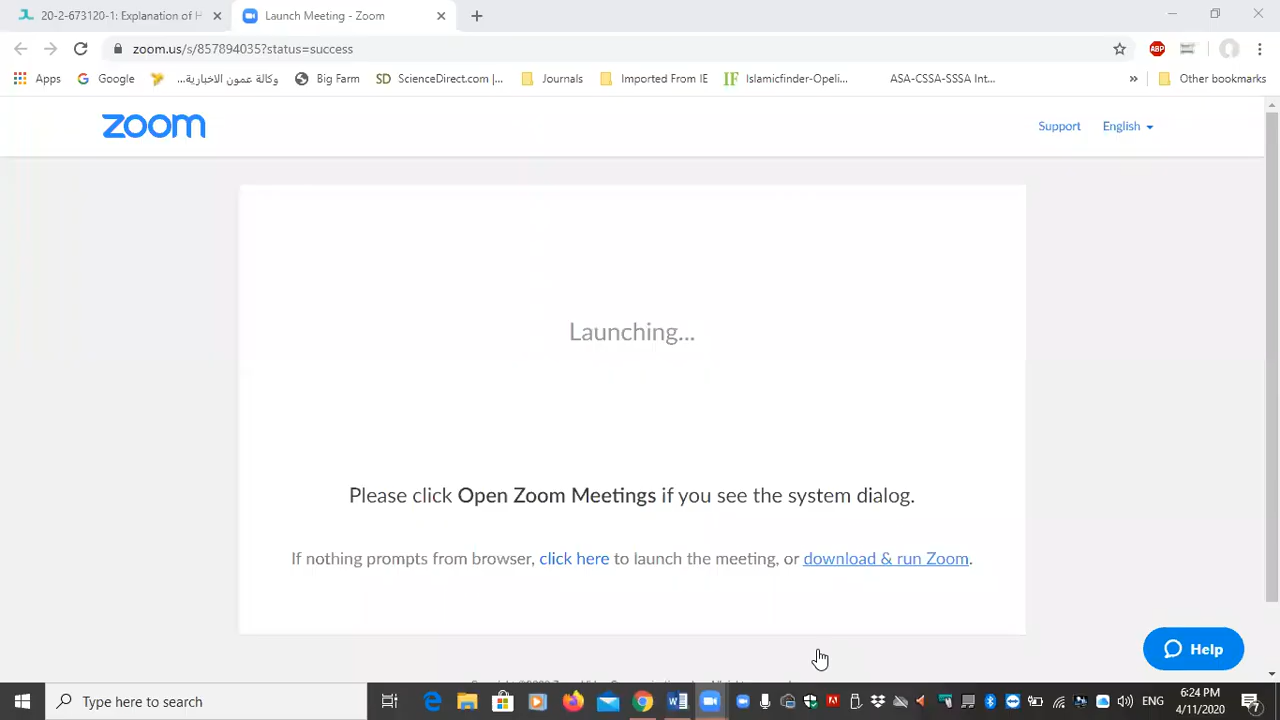 20-2-673120-1: Explanation of H
Launch Meeting - Zoom
zoom.us/s/857894035?status=success
ABP
Apps
Google
وكالة عمون الاخبارية...
Big Farm
SD ScienceDirect.com |...
Journals
Imported From IE
IF Islamicfinder-Opeli...
ASA-CSSA-SSSA Int...
»
Other bookmarks
zoom
Support
English
Launching...
Please click Open Zoom Meetings if you see the system dialog.
If nothing prompts from browser, click here to launch the meeting, or download & run Zoom.
Help
Type here to search
ENG
6:24 PM
4/11/2020
7